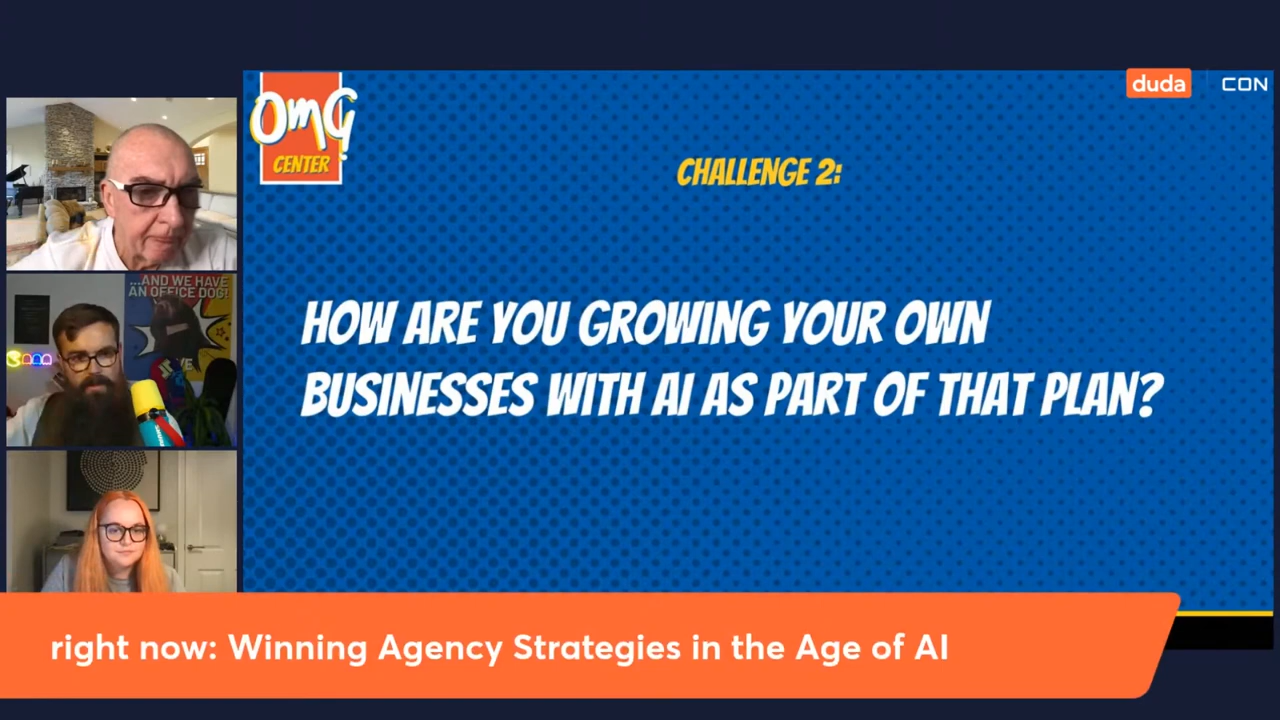 duda CON
OMG
CENTER
CHALLENGE 2:
HOW ARE YOU GROWING YOUR OWN
BUSINESSES WITH AI AS PART OF THAT PLAN?
...AND WE HAVE
AN OFFICE DOG!
right now: Winning Agency Strategies in the Age of AI